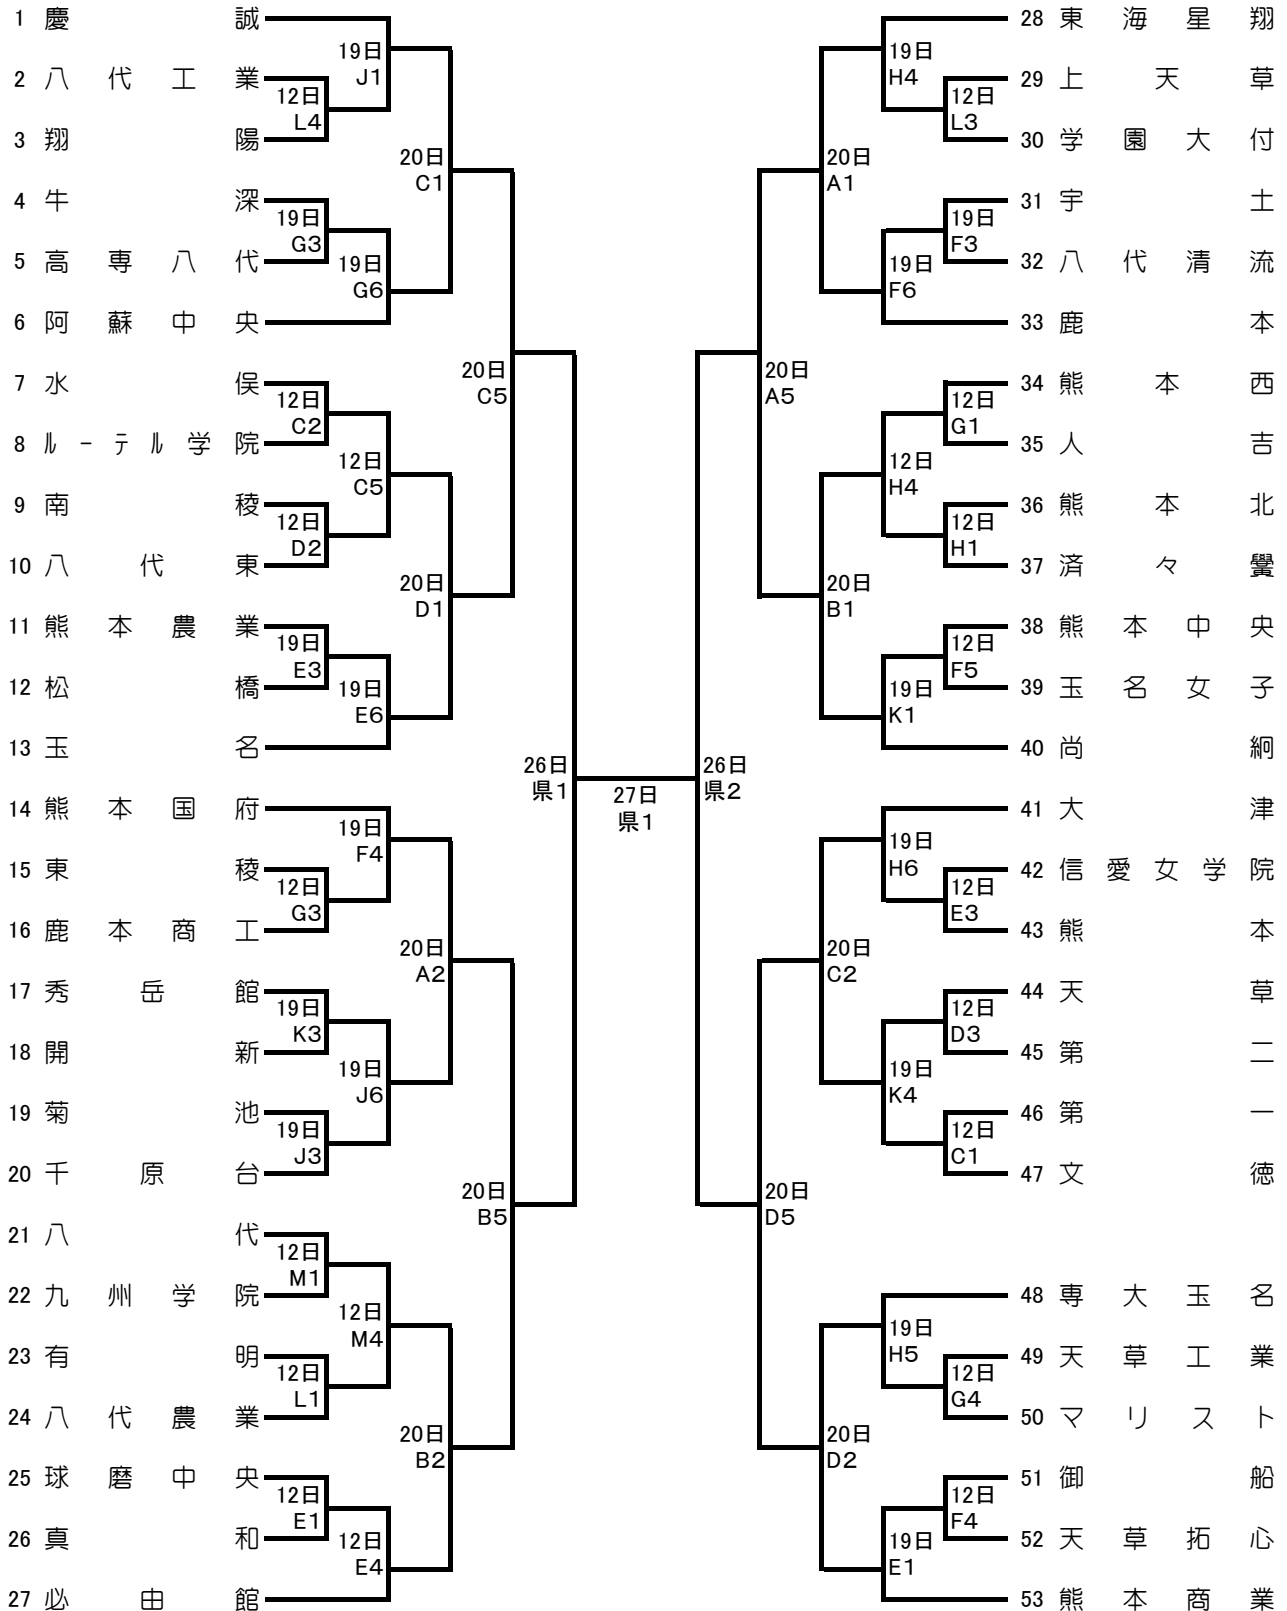 1 慶誠
2 八代工業
3 翔陽
4 牛深
5 高専八代
6 阿蘇中央
7 水俣
8 ﾙｰﾃﾙ学院
9 南稜
10 八代東
11 熊本農業
12 松橋
13 玉名
14 熊本国府
15 東稜
16 鹿本商工
17 秀岳館
18 開新
19 菊池
20 千原台
21 八代
22 九州学院
23 有明
24 八代農業
25 球磨中央
26 真和
27 必由館
12日
L4
19日
G3
12日
C2
12日
D2
19日
E3
12日
G3
19日
K3
19日
J3
12日
M1
12日
L1
12日
E1
19日
J1
19日
G6
12日
C5
19日
E6
19日
F4
19日
J6
12日
M4
12日
E4
20日
C1
20日
D1
20日
A2
20日
B2
20日
C5
20日
B5
26日
県1
27日
県1
26日
県2
20日
A5
20日
D5
20日
A1
20日
B1
20日
C2
20日
D2
19日
H4
19日
F6
12日
H4
19日
K1
19日
H6
19日
K4
19日
H5
19日
E1
12日
L3
19日
F3
12日
G1
12日
H1
12日
F5
12日
E3
12日
D3
12日
C1
12日
G4
12日
F4
28 東海星翔
29 上天草
30 学園大付
31 宇土
32 八代清流
33 鹿本
34 熊本西
35 人吉
36 熊本北
37 済々黌
38 熊本中央
39 玉名女子
40 尚絅
41 大津
42 信愛女学院
43 熊本
44 天草
45 第二
46 第一
47 文徳
48 専大玉名
49 天草工業
50 マリスト
51 御船
52 天草拓心
53 熊本商業